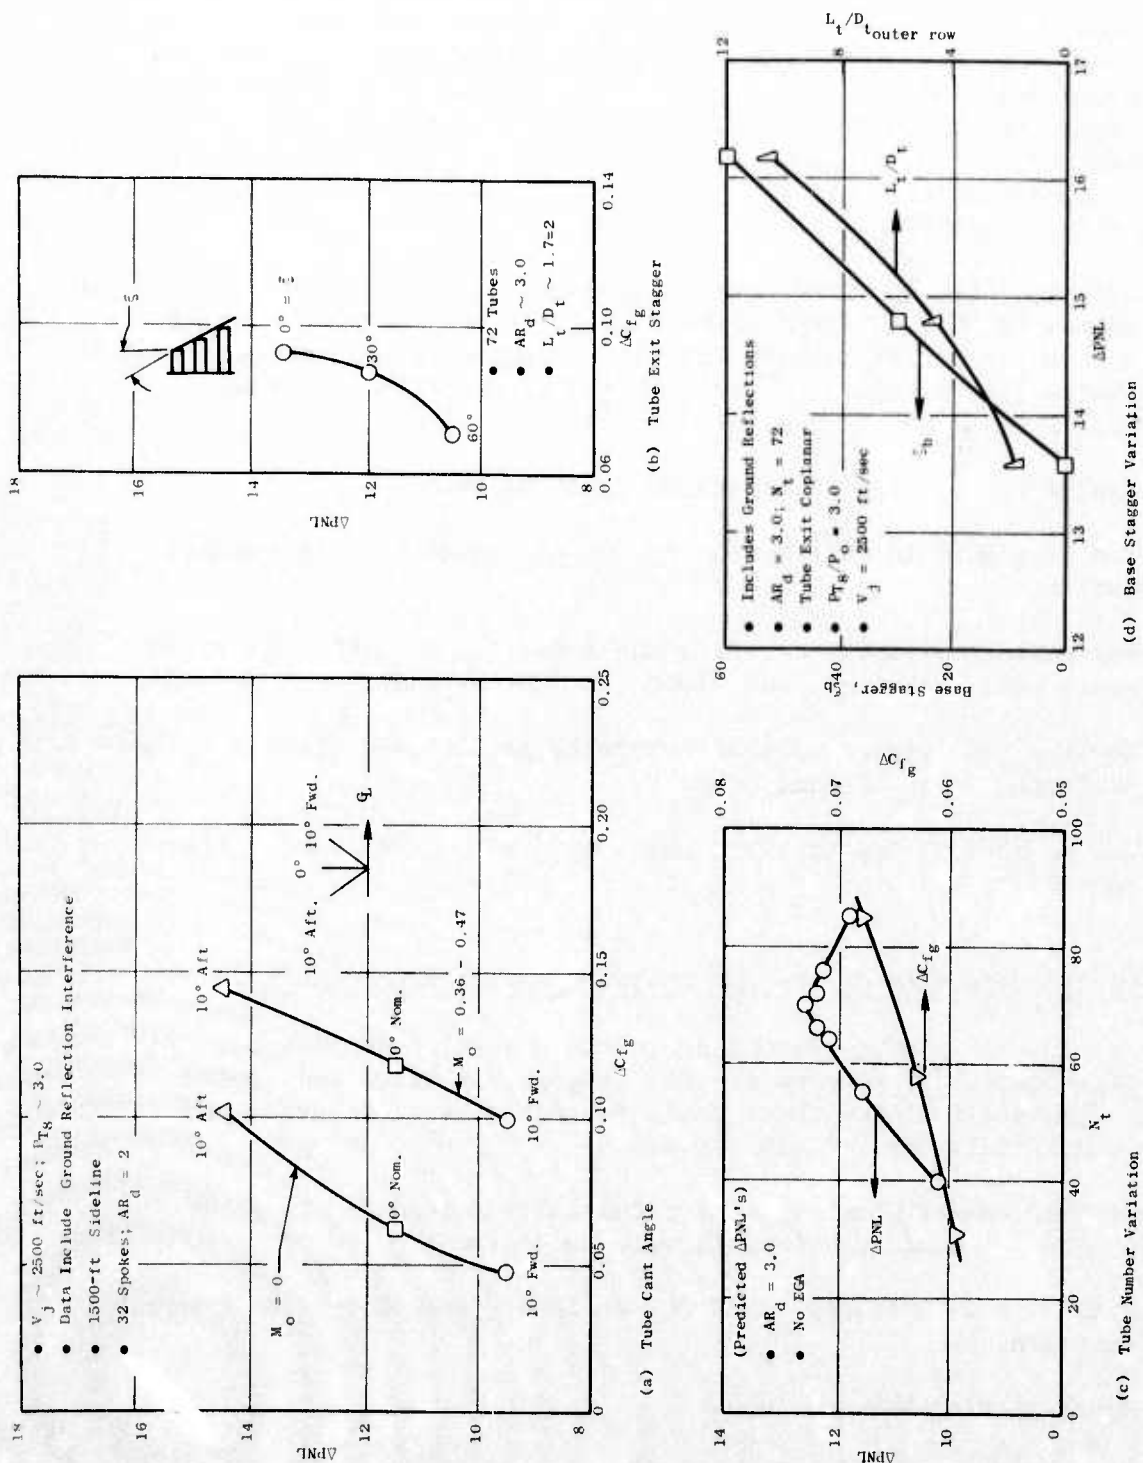 ● V_j ~ 2500 ft/sec; P_T8 ~ 3.0
● Data Include Ground Reflection Interference
● 1500-ft Sideline
● 32 Spokes; AR_d = 2
18
16
14
12
10
8
ΔPNL
10° Aft
10° Aft
M_o = 0
0° Nom.
0° Nom.
M_o = 0.36 - 0.47
10° Fwd.
10° Fwd.
10° Aft.
0°
10° Fwd.
℄
0
0.05
0.10
0.15
0.20
0.25
ΔC_fg
(a) Tube Cant Angle
18
16
14
12
10
8
ΔPNL
ξ
0° = ξ
30°
60°
● 72 Tubes
● AR_d ~ 3.0
● L_t/D_t ~ 1.7=2
0.06
0.10
0.14
ΔC_fg
(b) Tube Exit Stagger
14
12
10
8
ΔPNL
(Predicted ΔPNL's)
● AR_d = 3.0
● No EGA
ΔPNL
ΔC_fg
0.08
0.07
0.06
0.05
ΔC_fg
0
20
40
60
80
100
N_t
(c) Tube Number Variation
60
40
20
0
Base Stagger, ξ_b
● Includes Ground Reflections
● AR_d = 3.0; N_t = 72
● Tube Exit Coplanar
● P_T8/P_o = 3.0
● V_j = 2500 ft/sec
ξ_b
L_t/D_t
12
8
4
0
L_t/D_t outer row
12
13
14
15
16
17
ΔPNL
(d) Base Stagger Variation